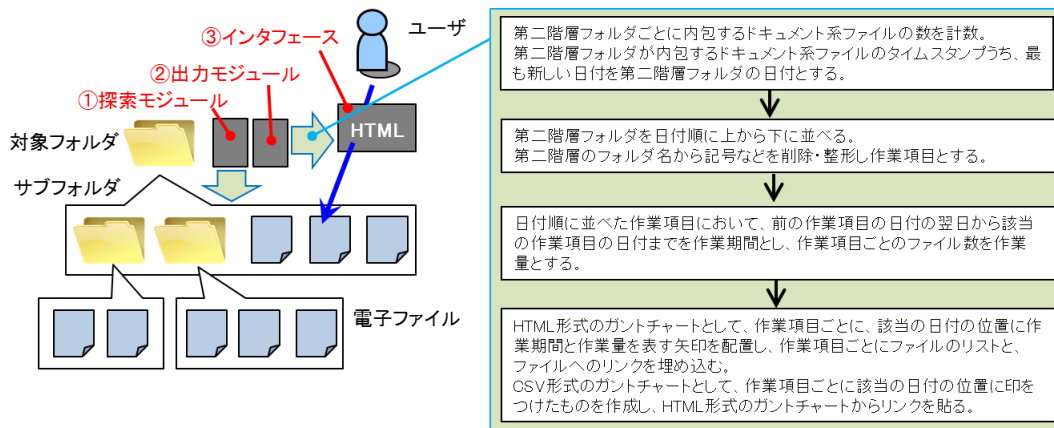 ③インタフェース
ユーザ
②出力モジュール
①探索モジュール
HTML
対象フォルダ
サブフォルダ
電子ファイル
第二階層フォルダごとに内包するドキュメント系ファイルの数を計数。
第二階層フォルダが内包するドキュメント系ファイルのタイムスタンプうち、最
も新しい日付を第二階層フォルダの日付とする。
第二階層フォルダを日付順に上から下に並べる。
第二階層のフォルダ名から記号などを削除・整形し作業項目とする。
日付順に並べた作業項目において、前の作業項目の日付の翌日から該当
の作業項目の日付までを作業期間とし、作業項目ごとのファイル数を作業
量とする。
HTML形式のガントチャートとして、作業項目ごとに、該当の日付の位置に作
業期間と作業量を表す矢印を配置し、作業項目ごとにファイルのリストと、
ファイルへのリンクを埋め込む。
CSV形式のガントチャートとして、作業項目ごとに該当の日付の位置に印を
つけたものを作成し、HTML形式のガントチャートからリンクを貼る。